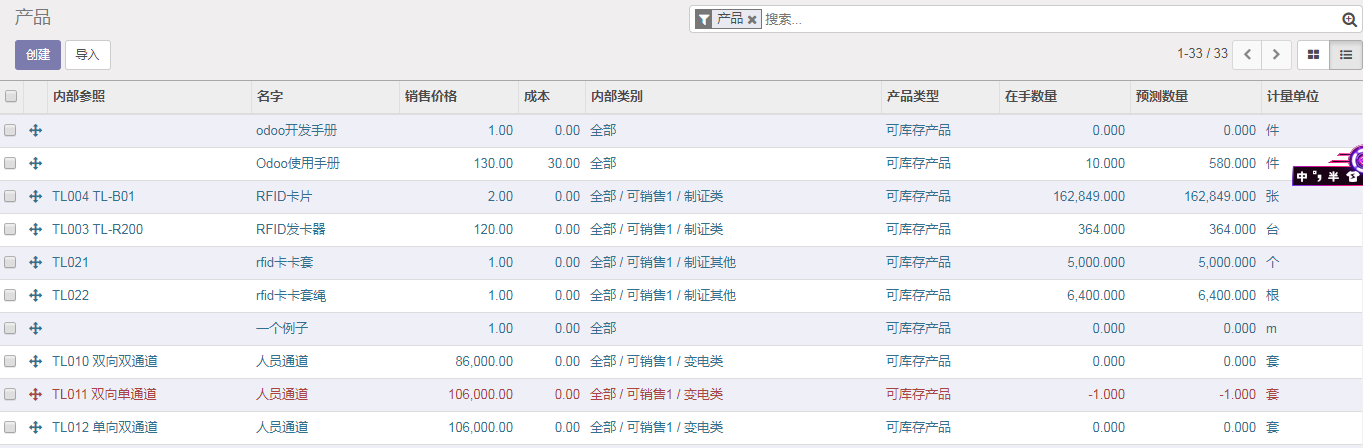 产品
产品 搜索...
创建 导入 1-33 / 33
内部参照 名字 销售价格 成本 内部类别 产品类型 在手数量 预测数量 计量单位
odoo开发手册 1.00 0.00 全部 可库存产品 0.000 0.000 件
Odoo使用手册 130.00 30.00 全部 可库存产品 10.000 580.000 件
中 °, 半
TL004 TL-B01 RFID卡片 2.00 全部 / 可销售1 / 制证类 可库存产品 162,849.000 162,849.000 张
TL003 TL-R200 RFID发卡器 120.00 0.00 全部 / 可销售1 / 制证类 可库存产品 364.000 364.000 台
TL021 rfid卡卡套 1.00 0.00 全部 / 可销售1 / 制证其他 可库存产品 5,000.000 5,000.000 个
TL022 rfid卡卡套绳 1.00 0.00 全部 / 可销售1 / 制证其他 可库存产品 6,400.000 6,400.000 根
一个例子 1.00 0.00 全部 可库存产品 0.000 0.000 m
TL010 双向双通道 人员通道 86,000.00 0.00 全部 / 可销售1 / 变电类 可库存产品 0.000 0.000 套
TL011 双向单通道 人员通道 106,000.00 0.00 全部 / 可销售1 / 变电类 可库存产品 -1.000 -1.000 套
TL012 单向双通道 人员通道 106,000.00 0.00 全部 / 可销售1 / 变电类 可库存产品 0.000 0.000 套